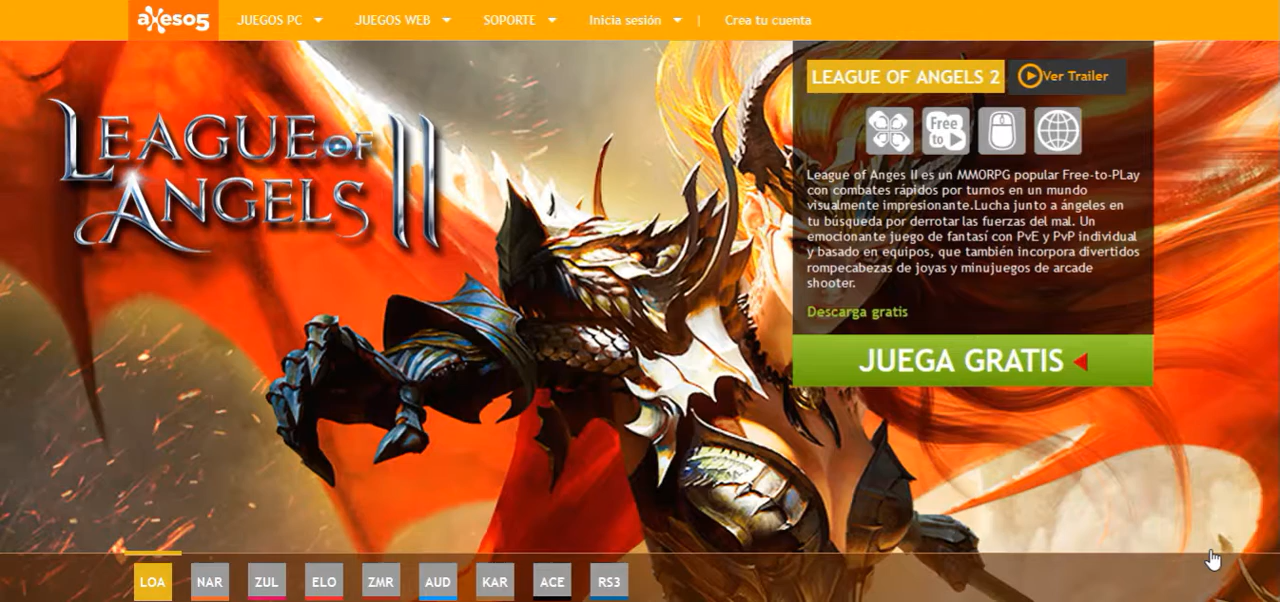 axeso5 JUEGOS PC JUEGOS WEB SOPORTE Inicia sesión | Crea tu cuenta
LEAGUE OF
ANGELS II
LEAGUE OF ANGELS 2 Ver Trailer
Free
to
League of Anges II es un MMORPG popular Free-to-PLay
con combates rápidos por turnos en un mundo
visualmente impresionante.Lucha junto a ángeles en
tu búsqueda por derrotar las fuerzas del mal. Un
emocionante juego de fantasí con PvE y PvP individual
y basado en equipos, que también incorpora divertidos
rompecabezas de joyas y minujuegos de arcade
shooter.
Descarga gratis
JUEGA GRATIS
LOA NAR ZUL ELO ZMR AUD KAR ACE RS3